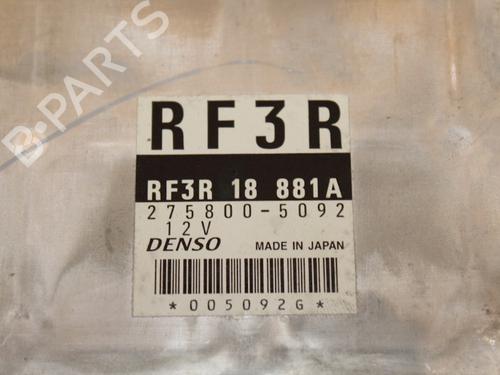 B-PARTS
RF3R
RF3R 18 881A
275800-5092
12V
DENSO MADE IN JAPAN
*005092G*